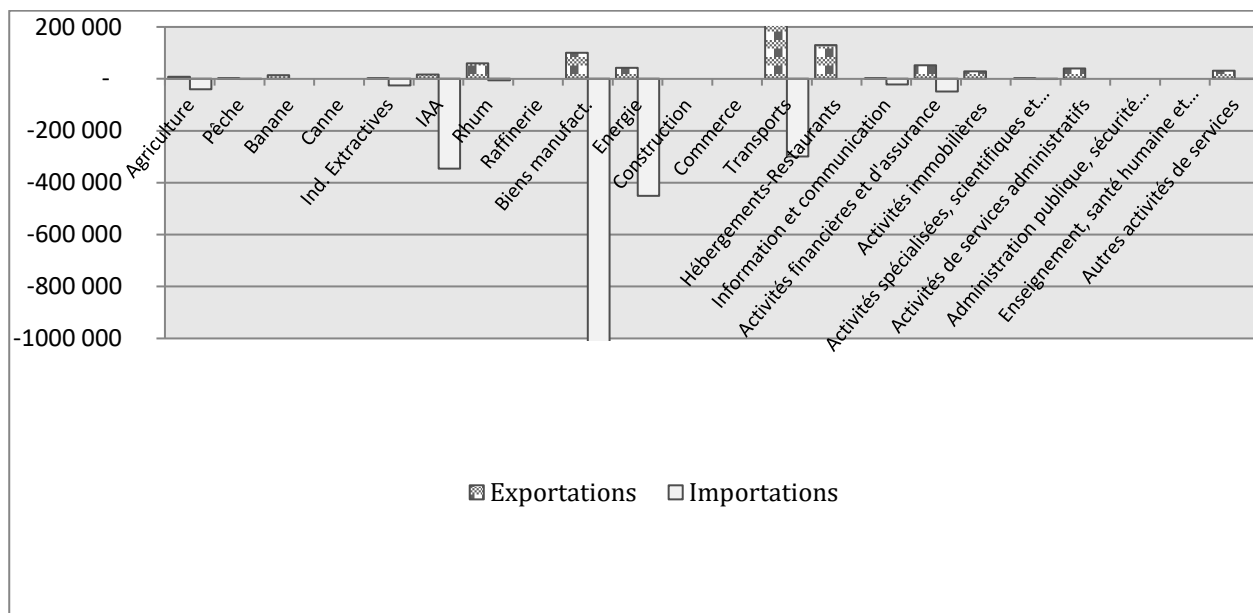 200 000
-
-200 000
-400 000
-600 000
-800 000
-1000 000
Agriculture
Pêche
Banane
Canne
Ind. Extractives
IAA
Rhum
Raffinerie
Biens manufact.
Energie
Construction
Commerce
Transports
Hébergements-Restaurants
Information et communication
Activités financières et d'assurance
Activités immobilières
Activités spécialisées, scientifiques et...
Activités de services administratifs
Administration publique, sécurité...
Enseignement, santé humaine et...
Autres activités de services
Exportations
Importations